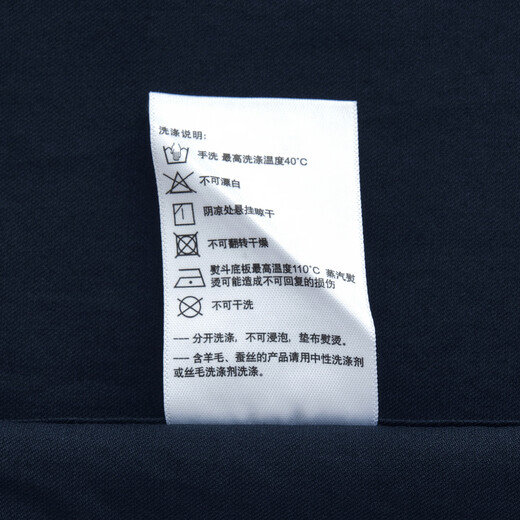 洗涤说明:
手洗 最高洗涤温度40°C
不可漂白
阴凉处悬挂晾干
不可翻转干燥
熨斗底板最高温度110°C 蒸汽熨
烫可能造成不可回复的损伤
不可干洗
— 分开洗涤, 不可浸泡, 垫布熨烫。
— 含羊毛、蚕丝的产品请用中性洗涤剂
或丝毛洗涤剂洗涤。